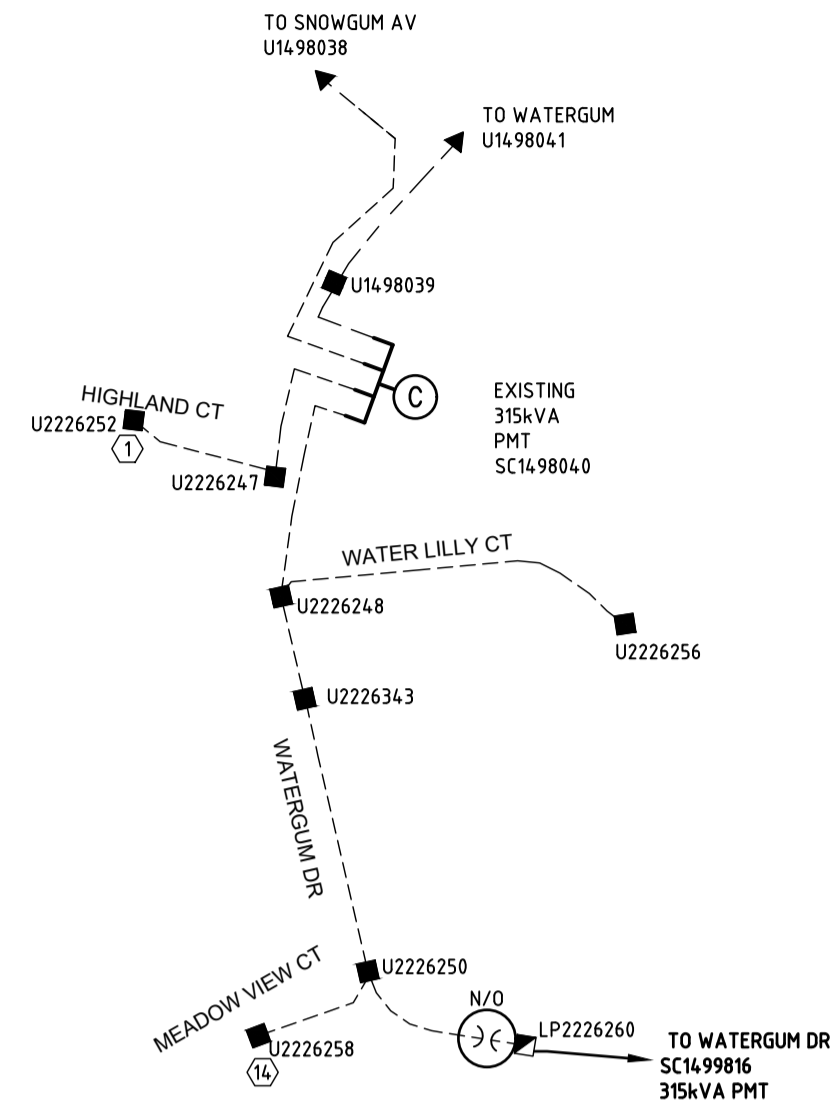 TO SNOWGUM AV
U1498038
TO WATERGUM
U1498041
U1498039
C
EXISTING
315kVA
PMT
SC1498040
HIGHLAND CT
U2226252
1
U2226247
WATER LILLY CT
U2226248
U2226256
U2226343
WATERGUM DR
U2226250
MEADOW VIEW CT
N/O
LP2226260
U2226258
14
TO WATERGUM DR
SC1499816
315kVA PMT